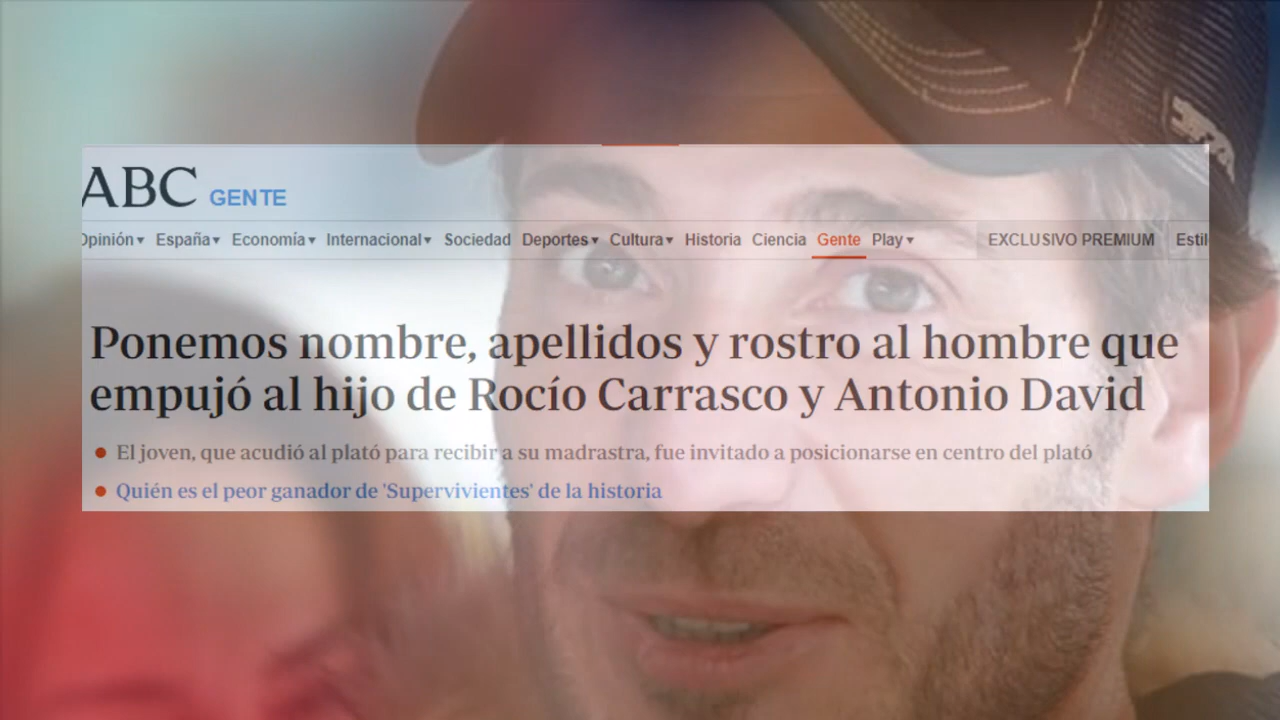 ABC GENTE
Opinión España Economía Internacional Sociedad Deportes Cultura Historia Ciencia Gente Play EXCLUSIVO PREMIUM Estil
Ponemos nombre, apellidos y rostro al hombre que
empujó al hijo de Rocío Carrasco y Antonio David
El joven, que acudió al plató para recibir a su madrastra, fue invitado a posicionarse en centro del plató
Quién es el peor ganador de 'Supervivientes' de la historia